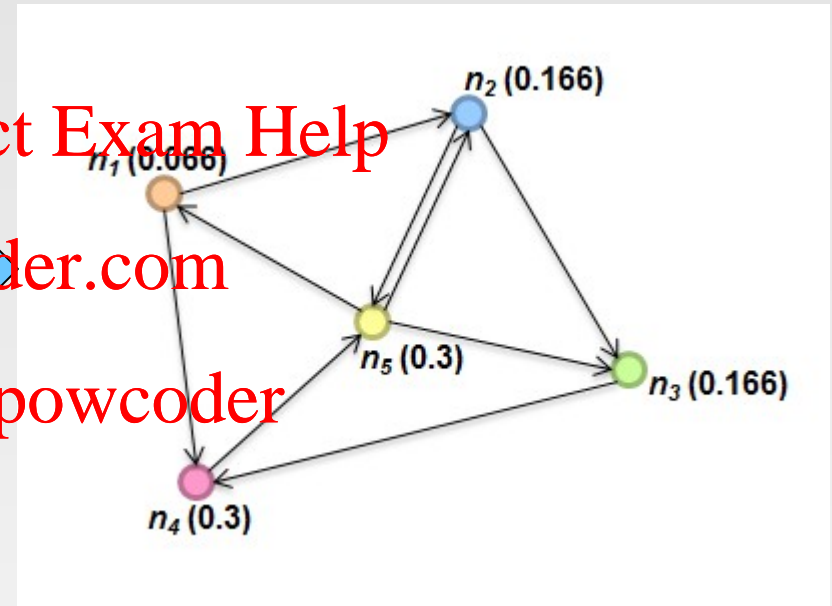 n₂ (0.166)
ct Exam Help
n₁ (0.066)
der.com
n₅ (0.3)
n₃ (0.166)
powcoder
n₄ (0.3)